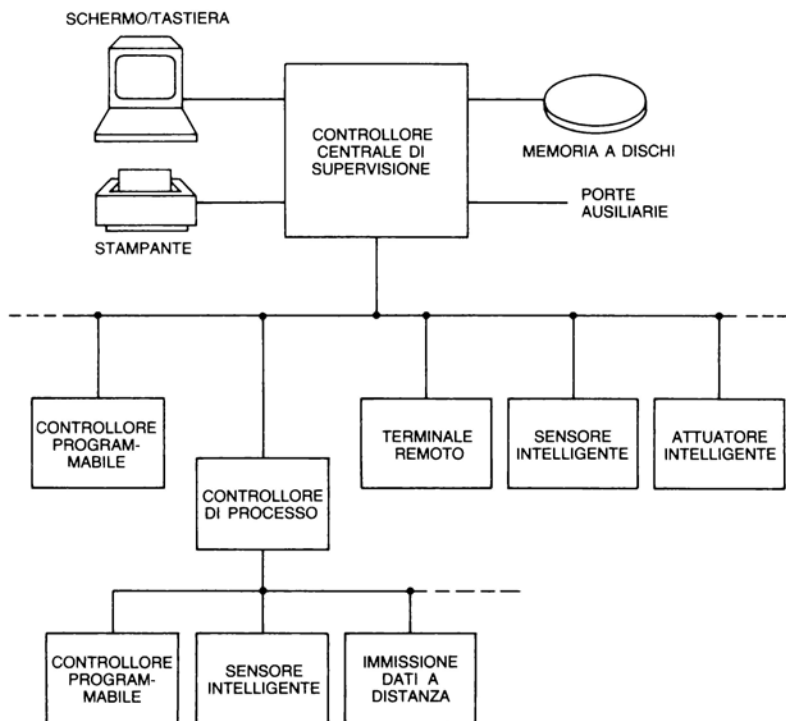 SCHERMO/TASTIERA
CONTROLLORE
CENTRALE DI
SUPERVISIONE
MEMORIA A DISCHI
PORTE
AUSILIARIE
STAMPANTE
CONTROLLORE
PROGRAM-
MABILE
TERMINALE
REMOTO
SENSORE
INTELLIGENTE
ATTUATORE
INTELLIGENTE
CONTROLLORE
DI PROCESSO
CONTROLLORE
PROGRAM-
MABILE
SENSORE
INTELLIGENTE
IMMISSIONE
DATI A
DISTANZA